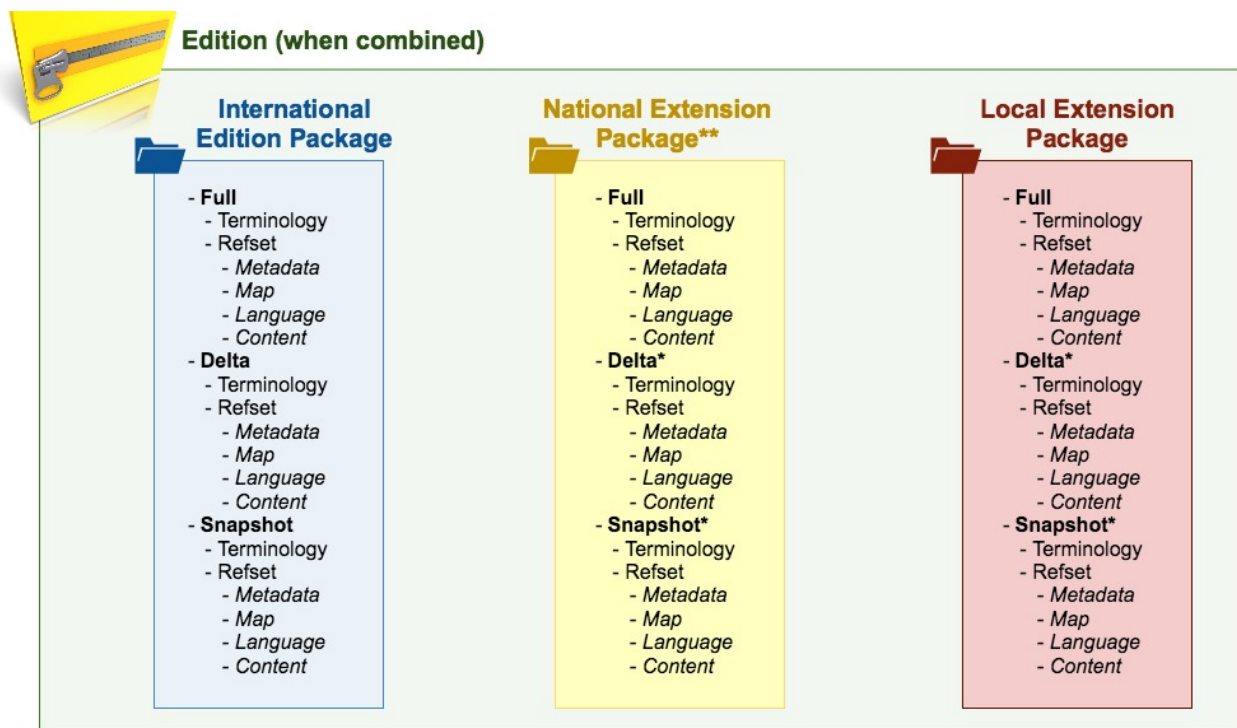 Edition (when combined)
International
Edition Package
- Full
- Terminology
- Refset
- Metadata
- Map
- Language
- Content
- Delta
- Terminology
- Refset
- Metadata
- Map
- Language
- Content
- Snapshot
- Terminology
- Refset
- Metadata
- Map
- Language
- Content
National Extension
Package**
- Full
- Terminology
- Refset
- Metadata
- Map
- Language
- Content
- Delta*
- Terminology
- Refset
- Metadata
- Map
- Language
- Content
- Snapshot*
- Terminology
- Refset
- Metadata
- Map
- Language
- Content
Local Extension
Package
- Full
- Terminology
- Refset
- Metadata
- Map
- Language
- Content
- Delta*
- Terminology
- Refset
- Metadata
- Map
- Language
- Content
- Snapshot*
- Terminology
- Refset
- Metadata
- Map
- Language
- Content